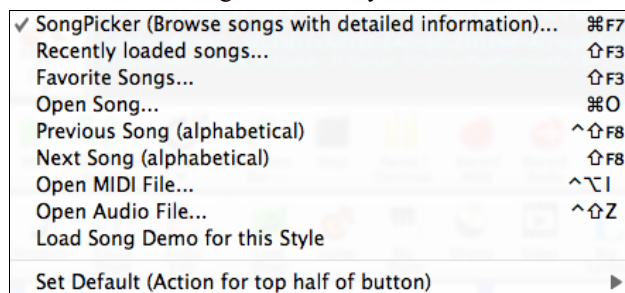 ✓ SongPicker (Browse songs with detailed information)... ⌘F7
Recently loaded songs... ⇧F3
Favorite Songs... ⇧F3
Open Song... ⌘O
Previous Song (alphabetical) ^⇧F8
Next Song (alphabetical) ⇧F8
Open MIDI File... ^⌥I
Open Audio File... ^⇧Z
Load Song Demo for this Style
Set Default (Action for top half of button) ▶